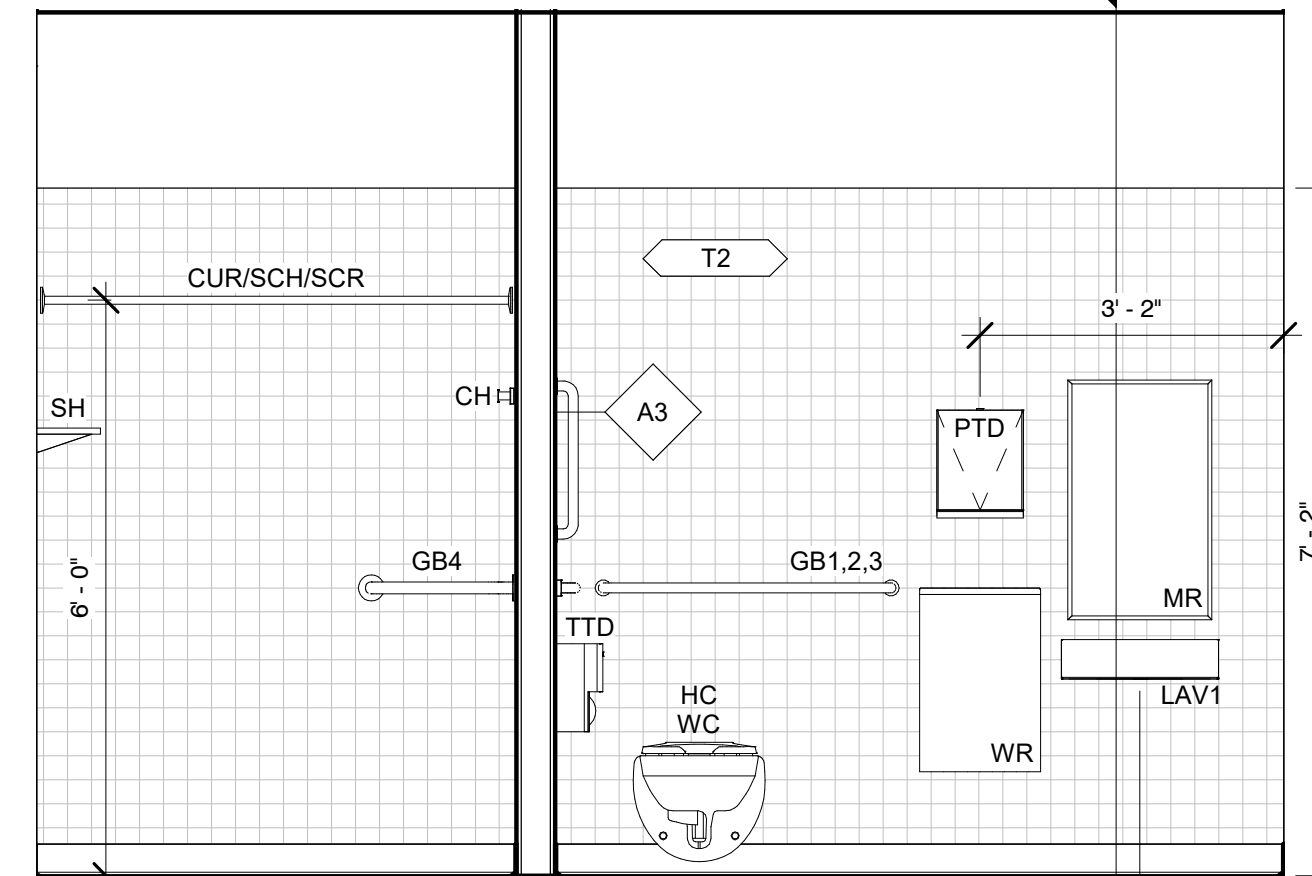 T2
CUR/SCH/SCR
3' - 2"
CH
A3
SH
PTD
GB4
GB1,2,3
6' - 0"
7' - 2"
MR
TTD
HC
WC
LAV1
WR